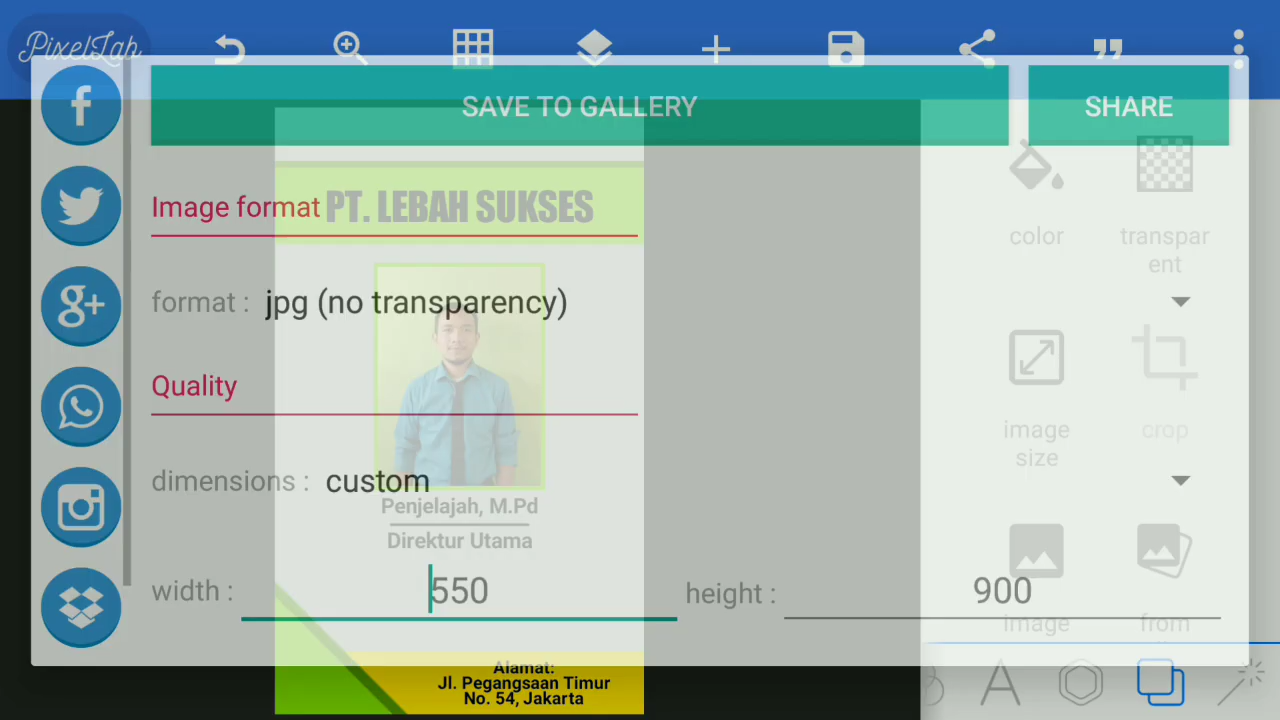 PixelLab
SAVE TO GALLERY
SHARE
Image format
PT. LEBAH SUKSES
color
transpar
ent
format :
jpg (no transparency)
Quality
image
size
crop
dimensions :
custom
Penjelajah, M.Pd
Direktur Utama
width :
550
height :
900
image
from
Alamat:
Jl. Pegangsaan Timur
No. 54, Jakarta